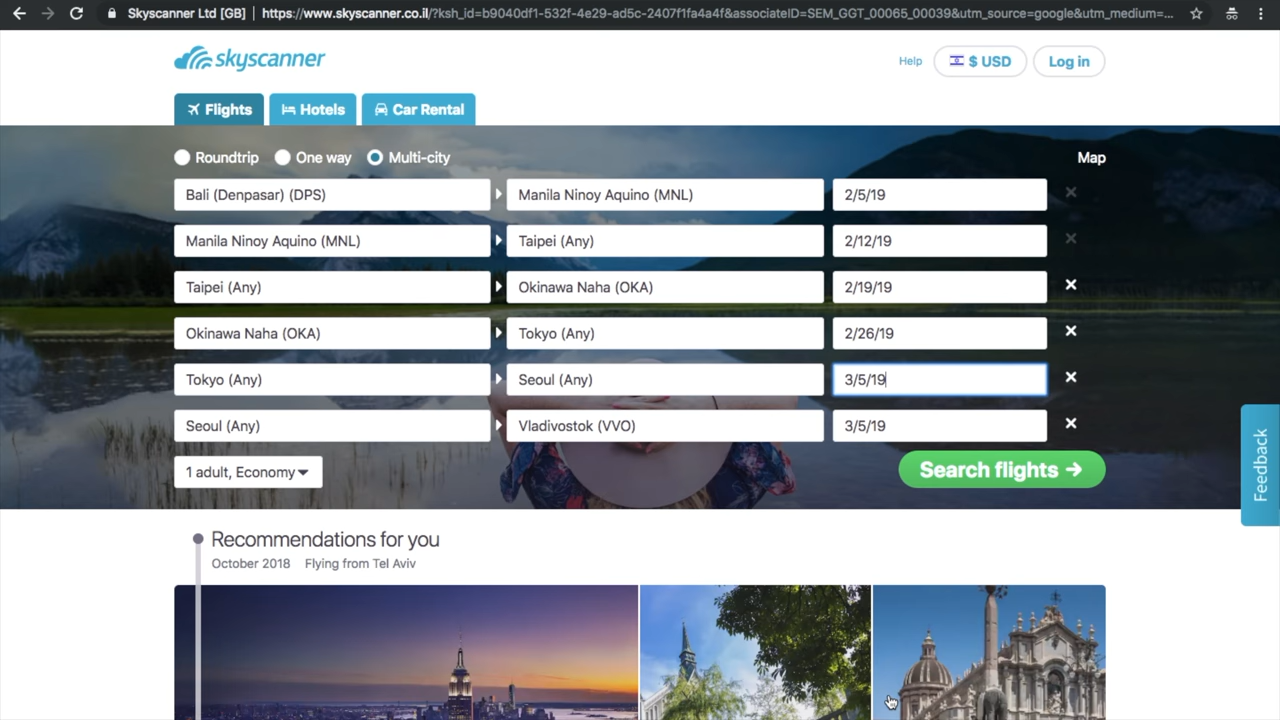 Skyscanner Ltd [GB] | https://www.skyscanner.co.il/?ksh_id=b9040df1-532f-4e29-ad5c-2407f1fa4a4f&associateID=SEM_GGT_00065_00039&utm_source=google&utm_medium=...
skyscanner
Help $ USD Log in
Flights Hotels Car Rental
Roundtrip One way Multi-city Map
Bali (Denpasar) (DPS) Manila Ninoy Aquino (MNL) 2/5/19
Manila Ninoy Aquino (MNL) Taipei (Any) 2/12/19
Taipei (Any) Okinawa Naha (OKA) 2/19/19
Okinawa Naha (OKA) Tokyo (Any) 2/26/19
Tokyo (Any) Seoul (Any) 3/5/19
Seoul (Any) Vladivostok (VVO) 3/5/19
1 adult, Economy Search flights
Feedback
Recommendations for you
October 2018 Flying from Tel Aviv